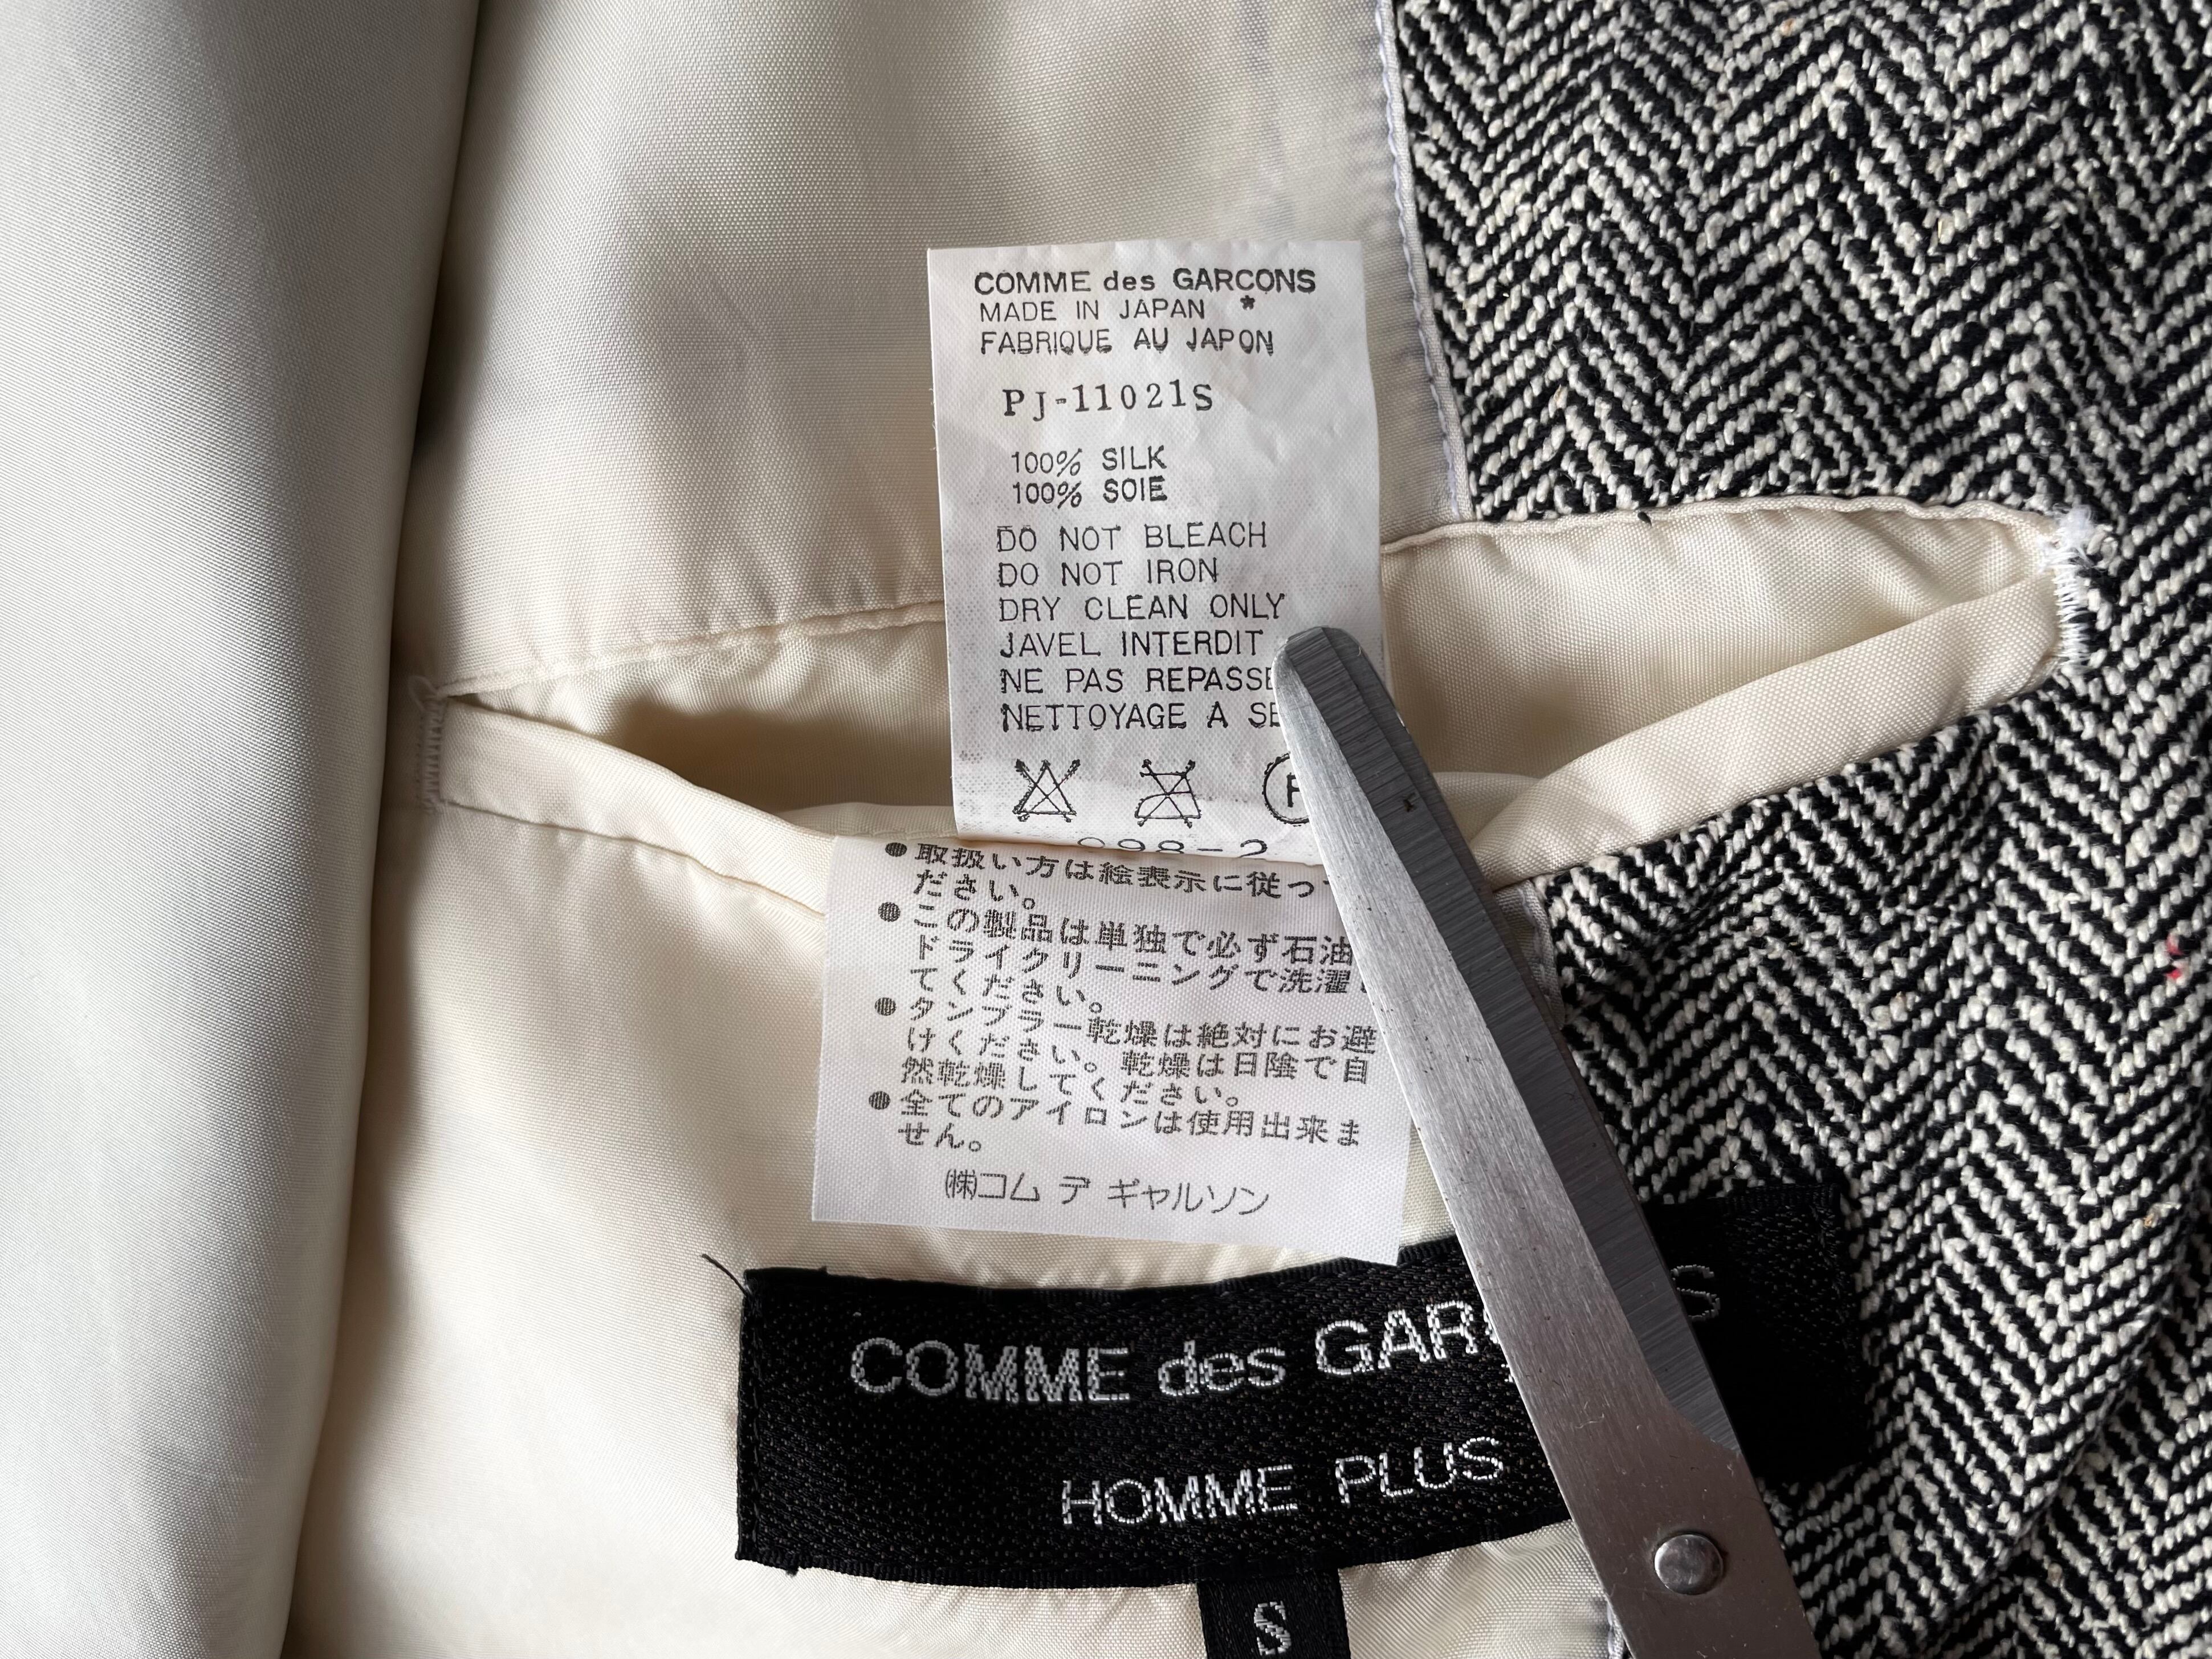 COMME des GARCONS
MADE IN JAPAN *
FABRIQUE AU JAPON
PJ-11021S
100% SILK
100% SOIE
DO NOT BLEACH
DO NOT IRON
DRY CLEAN ONLY
JAVEL INTERDIT
NE PAS REPASSE
NETTOYAGE A SE
●取扱い方は絵表示に従っ
ださい。
●この製品は単独で必ず石油
ドライクリーニングで洗濯
てください。
●タンブラー乾燥は絶対にお避
けください。乾燥は日陰で自
然乾燥してください。
●全てのアイロンは使用出来ま
せん。
㈱コム デ ギャルソン
COMME des GAR S
HOMME PLUS
S